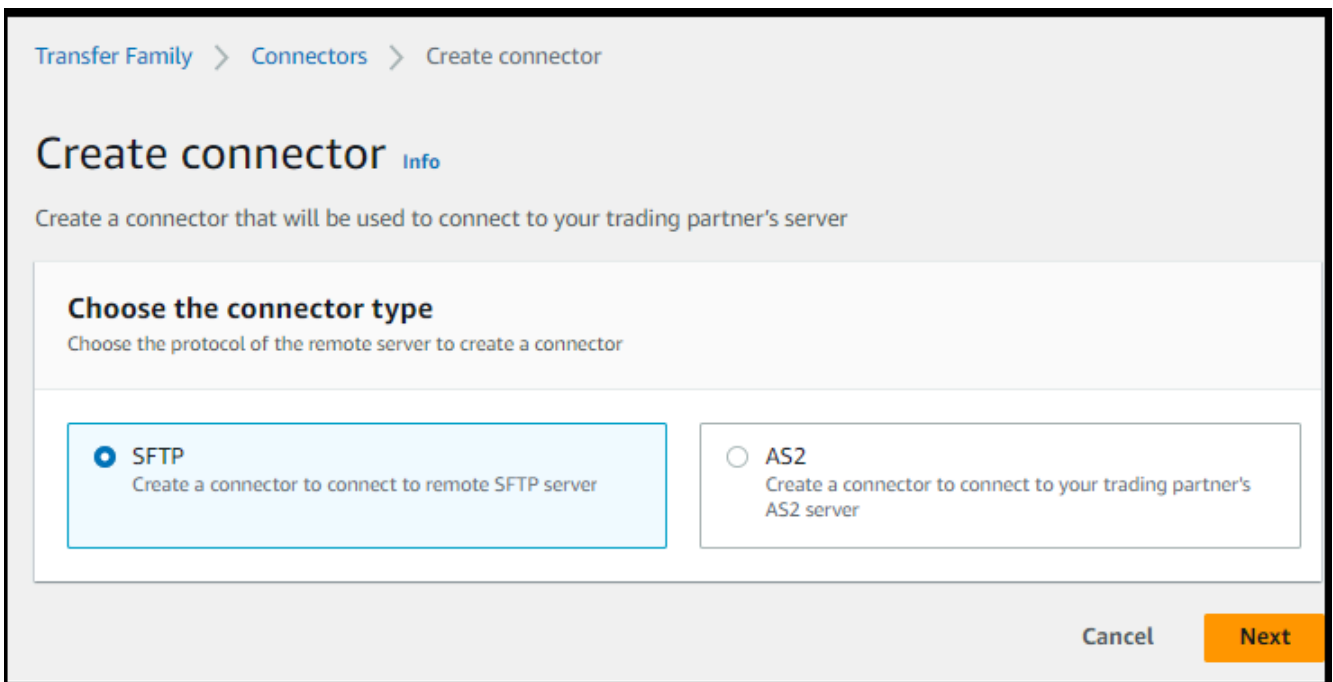 Transfer Family > Connectors > Create connector
Create connector Info
Create a connector that will be used to connect to your trading partner's server
Choose the connector type
Choose the protocol of the remote server to create a connector
SFTP
Create a connector to connect to remote SFTP server
AS2
Create a connector to connect to your trading partner's
AS2 server
Cancel Next